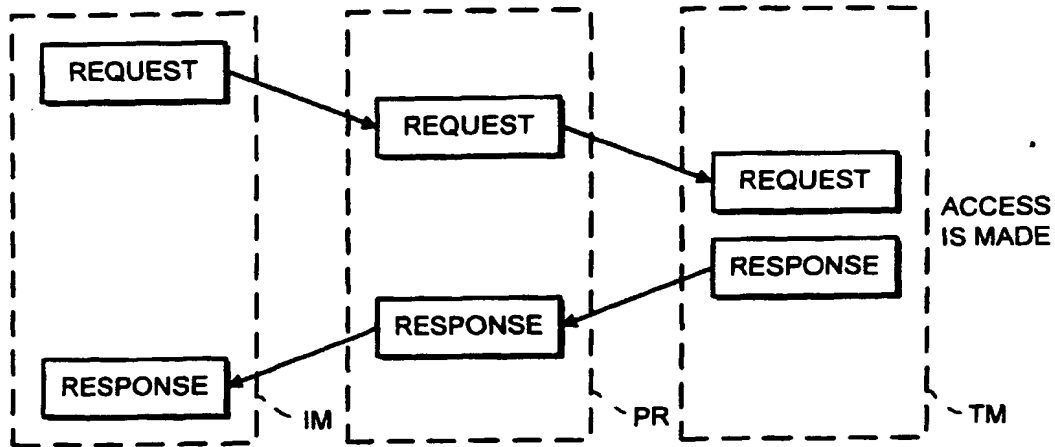 REQUEST
REQUEST
REQUEST
ACCESS
IS MADE
RESPONSE
RESPONSE
RESPONSE
IM
PR
TM